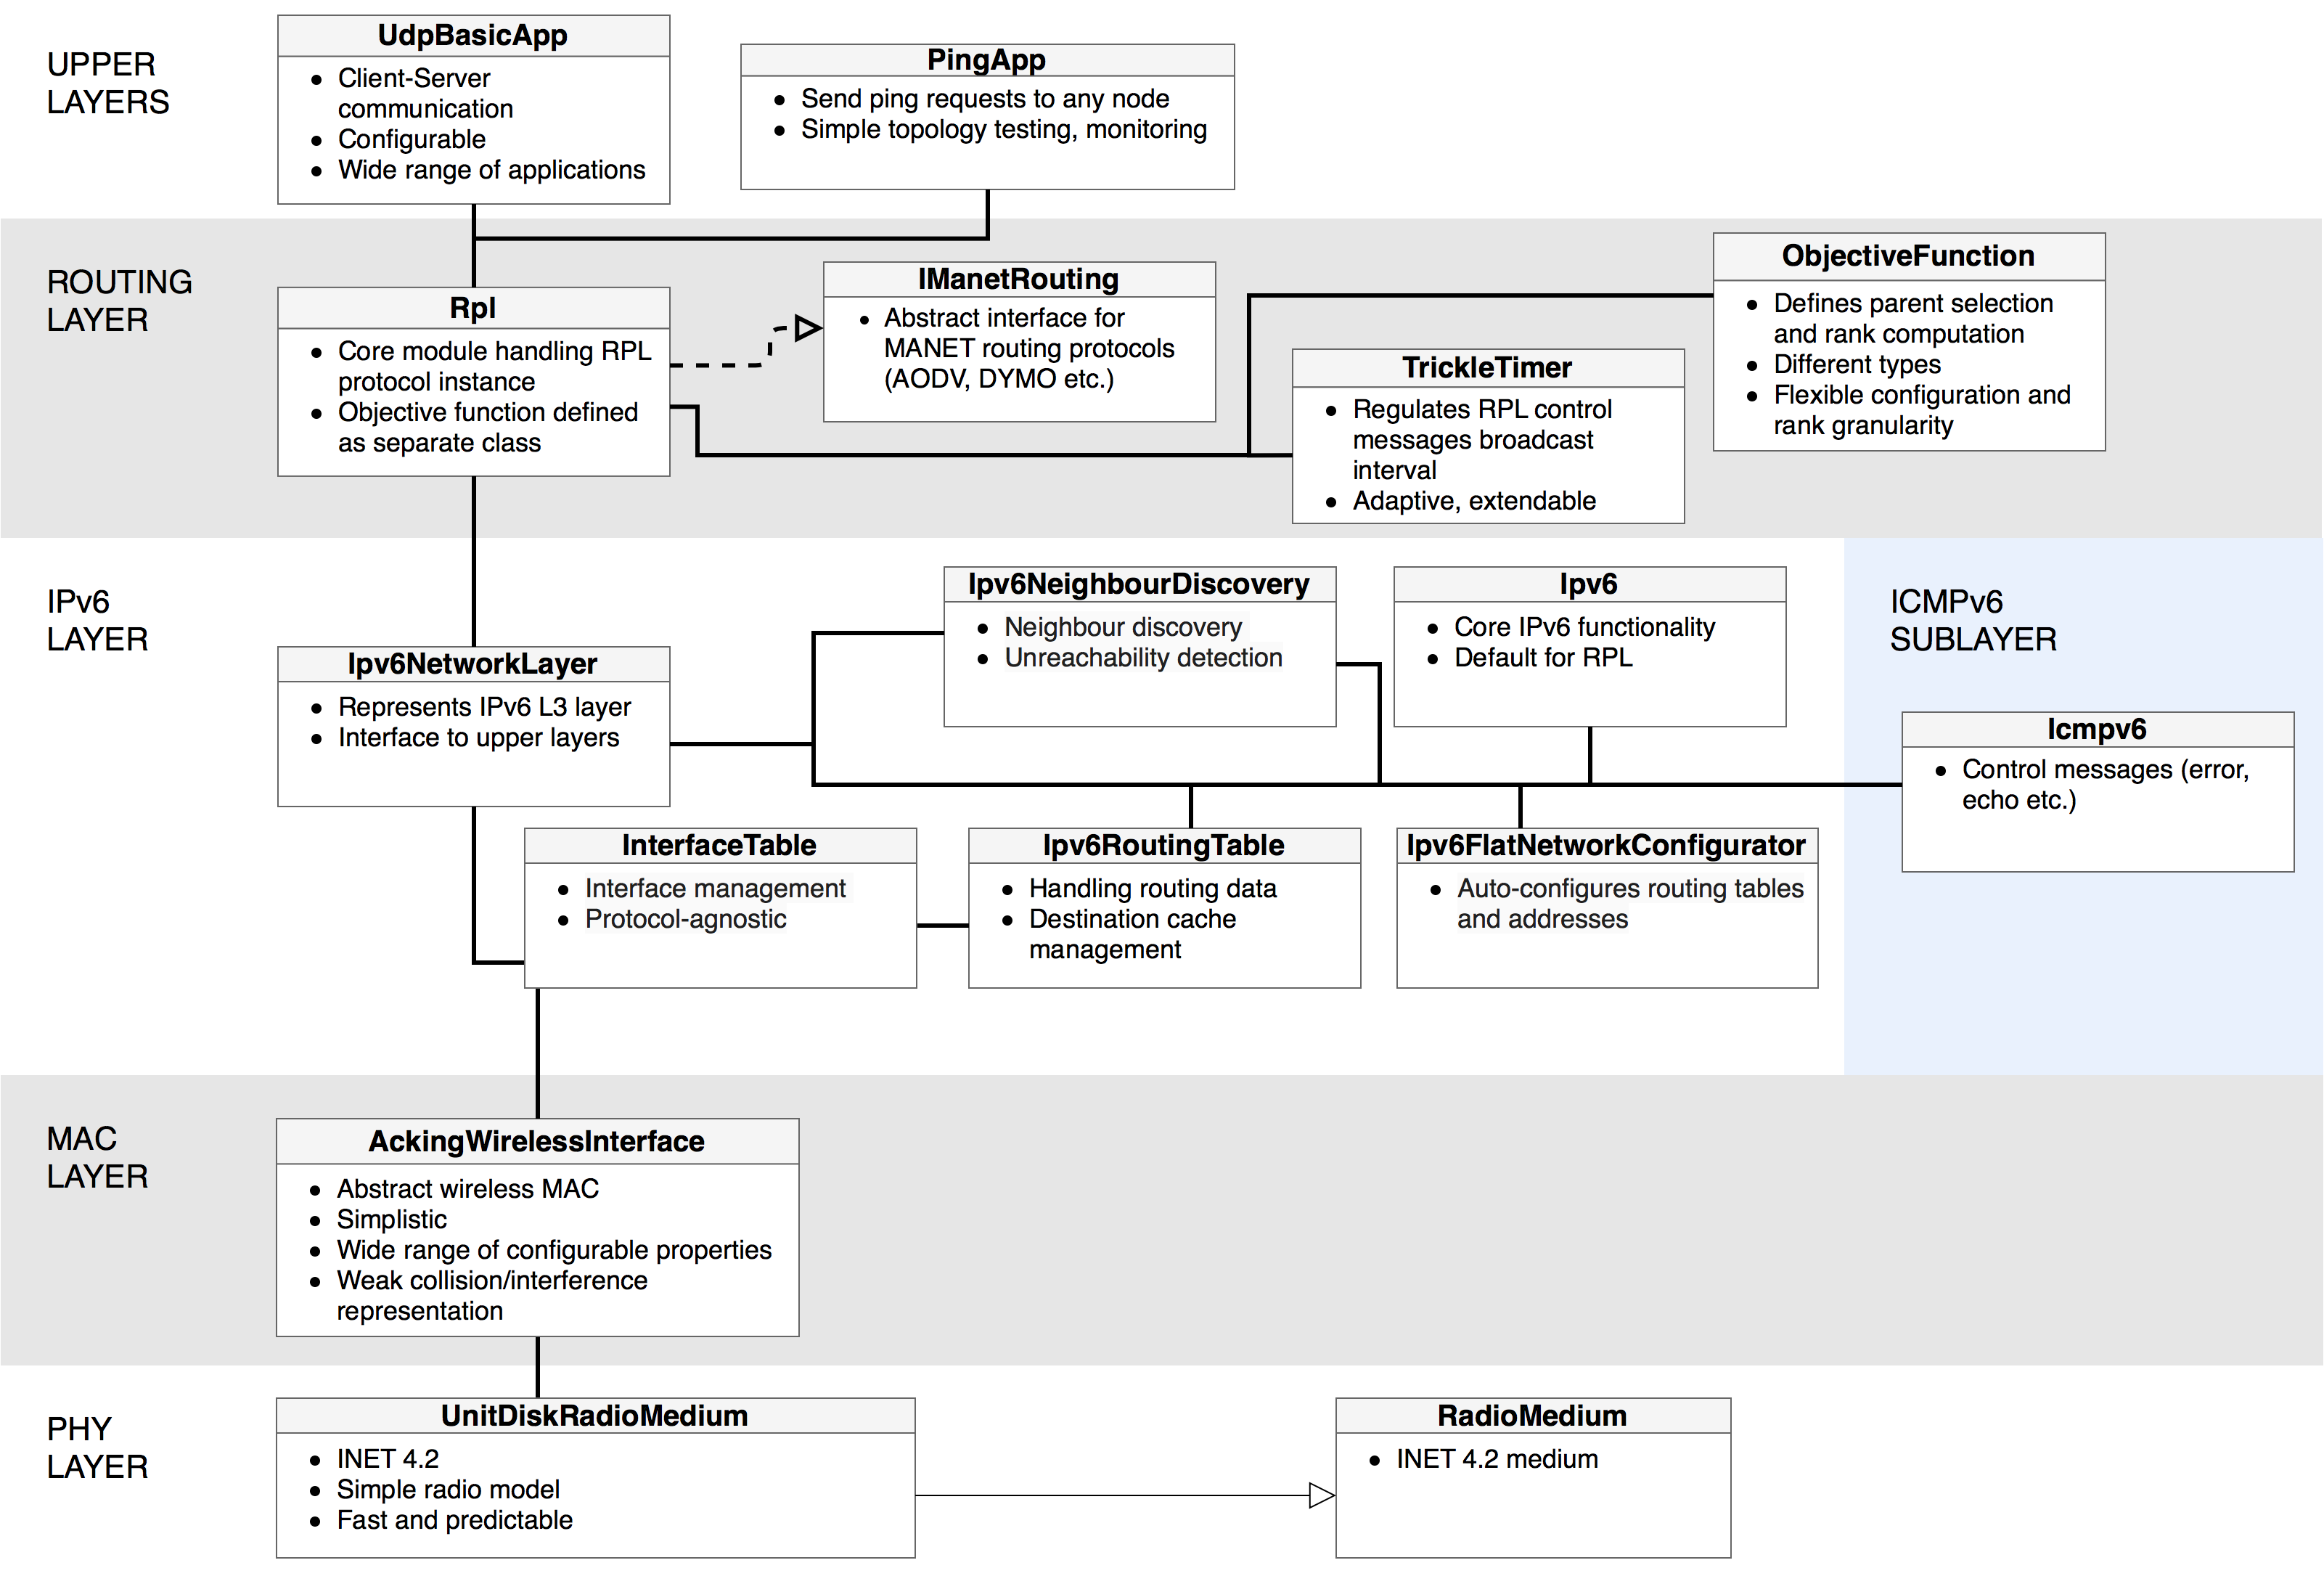 UPPER
LAYERS
UdpBasicApp
• Client-Server
communication
• Configurable
• Wide range of applications
PingApp
• Send ping requests to any node
• Simple topology testing, monitoring
ROUTING
LAYER
Rpl
• Core module handling RPL
protocol instance
• Objective function defined
as separate class
IManetRouting
• Abstract interface for
MANET routing protocols
(AODV, DYMO etc.)
TrickleTimer
• Regulates RPL control
messages broadcast
interval
• Adaptive, extendable
ObjectiveFunction
• Defines parent selection
and rank computation
• Different types
• Flexible configuration and
rank granularity
IPv6
LAYER
Ipv6NetworkLayer
• Represents IPv6 L3 layer
• Interface to upper layers
Ipv6NeighbourDiscovery
• Neighbour discovery
• Unreachability detection
Ipv6
• Core IPv6 functionality
• Default for RPL
ICMPv6
SUBLAYER
Icmpv6
• Control messages (error,
echo etc.)
InterfaceTable
• Interface management
• Protocol-agnostic
Ipv6RoutingTable
• Handling routing data
• Destination cache
management
Ipv6FlatNetworkConfigurator
• Auto-configures routing tables
and addresses
MAC
LAYER
AckingWirelessInterface
• Abstract wireless MAC
• Simplistic
• Wide range of configurable properties
• Weak collision/interference
representation
PHY
LAYER
UnitDiskRadioMedium
• INET 4.2
• Simple radio model
• Fast and predictable
RadioMedium
• INET 4.2 medium